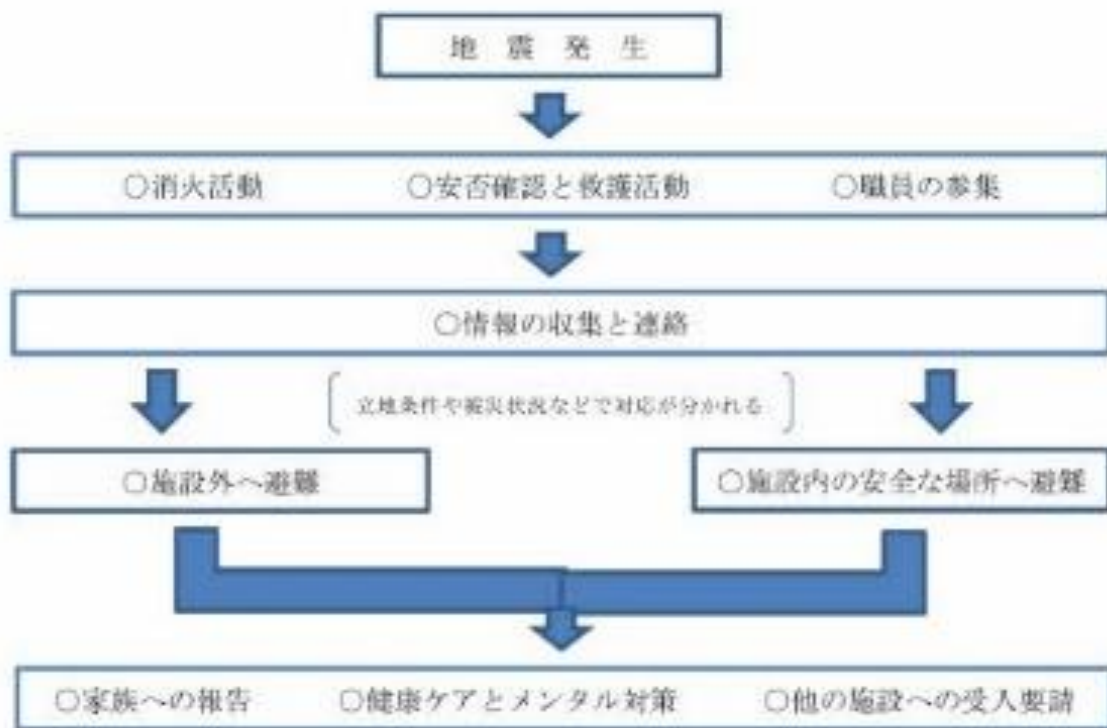 地 震 発 生
○消火活動 ○安否確認と救護活動 ○職員の参集
○情報の収集と連絡
立地条件や被災状況などで対応が分かれる
○施設外へ避難 ○施設内の安全な場所へ避難
○家族への報告 ○健康ケアとメンタル対策 ○他の施設への受入要請